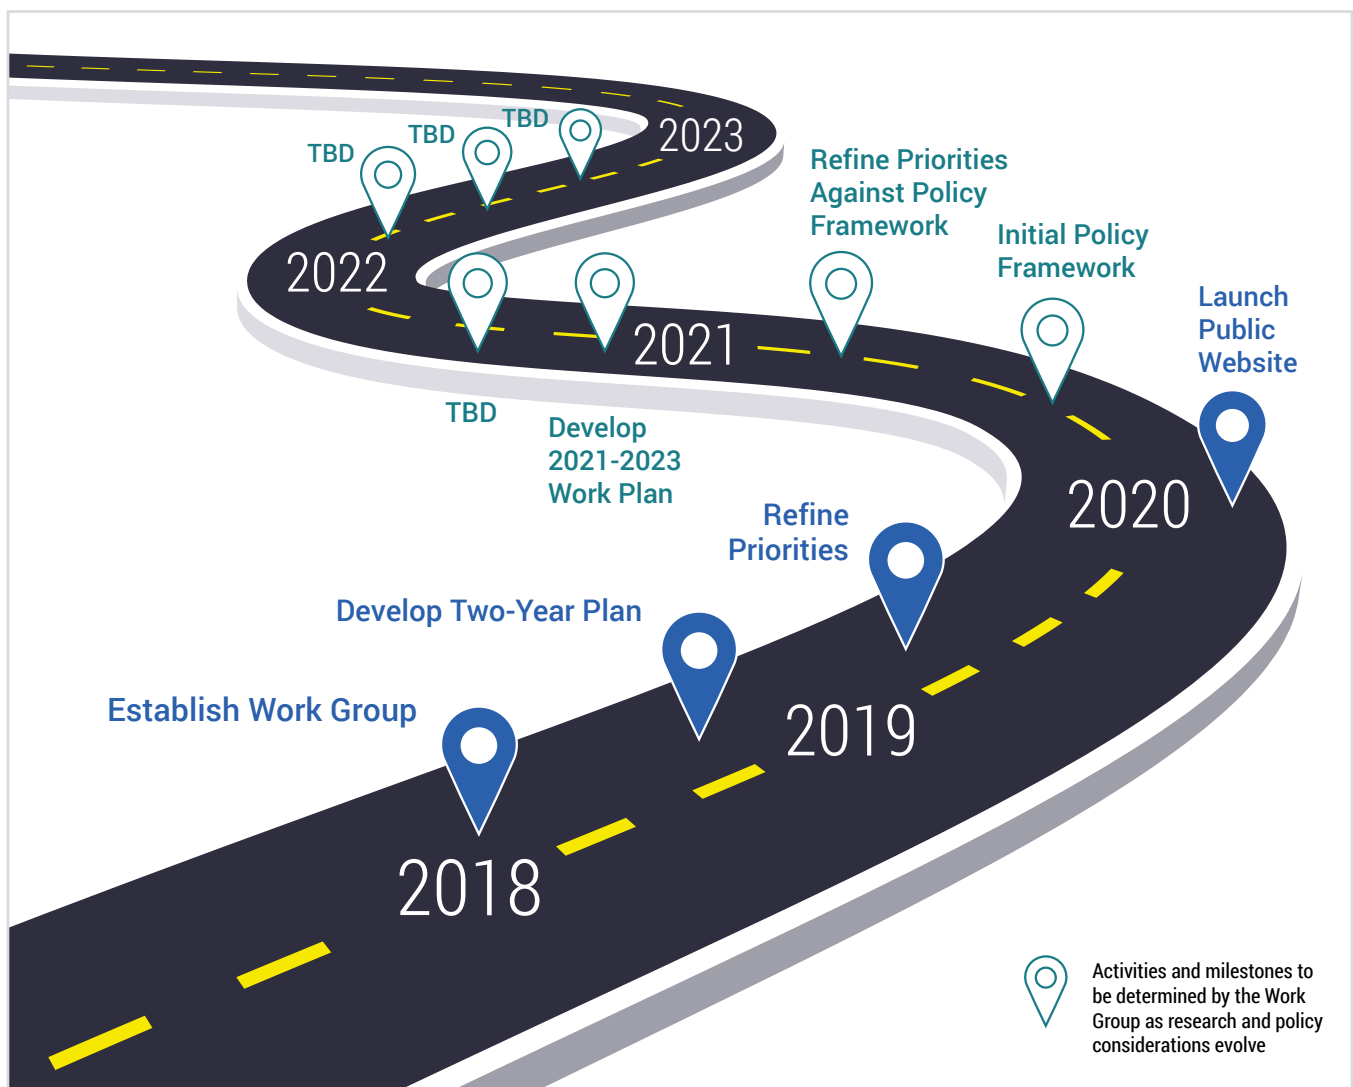 TBD
TBD
TBD
2023
Refine Priorities
Against Policy
Framework
Initial Policy
Framework
2022
Launch
Public
Website
2021
TBD
Develop
2021-2023
Work Plan
2020
Refine
Priorities
Develop Two-Year Plan
Establish Work Group
2019
2018
Activities and milestones to
be determined by the Work
Group as research and policy
considerations evolve